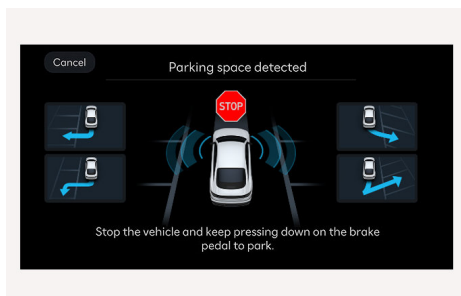 Cancel
Parking space detected
STOP
Stop the vehicle and keep pressing down on the brake
pedal to park.